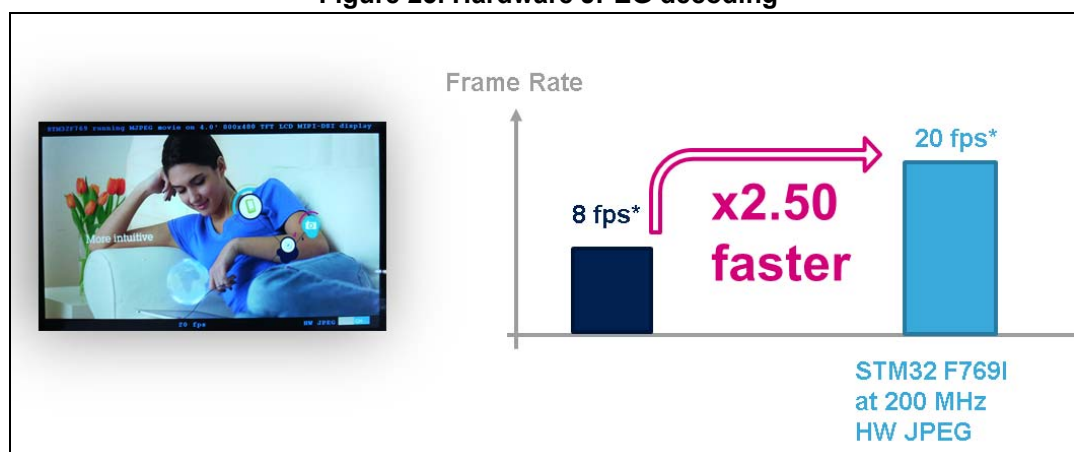 Figure 23. Hardware JPEG decoding
Frame Rate
STM32F769 running MJPEG movie on 4.0' 800x480 TFT LCD MIPI-DSI display
20 fps*
8 fps*
x2.50
faster
More intuitive
HW JPEG
STM32 F769I
at 200 MHz
HW JPEG